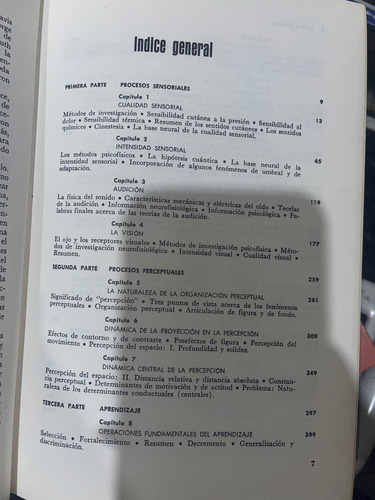 Indice general
PRIMERA PARTE PROCESOS SENSORIALES 9
Capítulo 1
CUALIDAD SENSORIAL 13
Métodos de investigación • Sensibilidad cutánea a la presión • Sensibilidad al
dolor • Sensibilidad térmica • Resumen de los sentidos cutáneos • Los sentidos
químicos • Cinestesia • La base neural de la cualidad sensorial.
Capítulo 2
INTENSIDAD SENSORIAL 65
Los métodos psicofísicos • La hipótesis cuántica • La base neural de la
intensidad sensorial • Incorporación de algunos fenómenos de umbral y de
adaptación.
Capítulo 3
AUDICIÓN 119
La física del sonido • Características mecánicas y eléctricas del oído • Teorías
de la audición • Información neurofisiológica • Información psicológica • Pa-
labras finales acerca de las teorías de la audición.
Capítulo 4
LA VISIÓN 177
El ojo y los receptores visuales • Métodos de investigación psicofísica • Méto-
dos de investigación neurofisiológica • Intensidad visual • Cualidad visual •
Resumen.
SEGUNDA PARTE PROCESOS PERCEPTUALES 259
Capítulo 5
LA NATURALEZA DE LA ORGANIZACIÓN PERCEPTUAL 261
Significado de "percepción" • Tres puntos de vista acerca de los fenómenos
perceptuales • Organización perceptual • Articulación de figura y de fondo.
Capítulo 6
DINÁMICA DE LA PROYECCIÓN EN LA PERCEPCIÓN 309
Efectos de contorno y de contraste • Posefectos de figura • Percepción del
movimiento • Percepción del espacio: I. Profundidad y solidez.
Capítulo 7
DINÁMICA CENTRAL DE LA PERCEPCIÓN 349
Percepción del espacio: II. Distancia relativa y distancia absoluta • Constan-
cia perceptual • Determinantes de motivación y de actitud • Problema: Natu-
raleza de los determinantes conductuales (centrales).
TERCERA PARTE APRENDIZAJE 397
Capítulo 8
OPERACIONES FUNDAMENTALES DEL APRENDIZAJE 399
Selección • Fortalecimiento • Resumen • Decremento • Generalización y
discriminación.
7